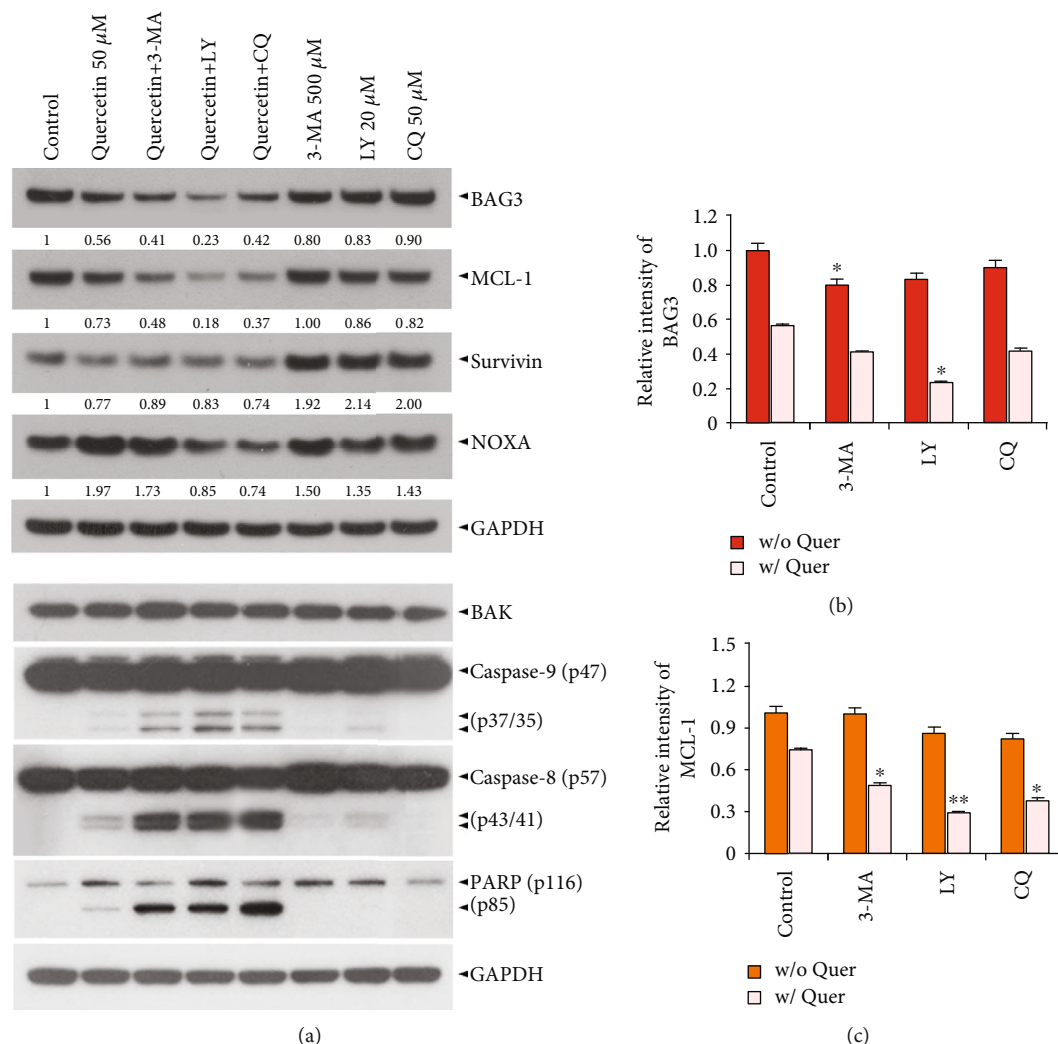 Control
Quercetin 50 μM
Quercetin+3-MA
Quercetin+LY
Quercetin+CQ
3-MA 500 μM
LY 20 μM
CQ 50 μM
BAG3
1 0.56 0.41 0.23 0.42 0.80 0.83 0.90
MCL-1
1 0.73 0.48 0.18 0.37 1.00 0.86 0.82
Survivin
1 0.77 0.89 0.83 0.74 1.92 2.14 2.00
NOXA
1 1.97 1.73 0.85 0.74 1.50 1.35 1.43
GAPDH
BAK
Caspase-9 (p47)
(p37/35)
Caspase-8 (p57)
(p43/41)
PARP (p116)
(p85)
GAPDH
(a)
Relative intensity of
BAG3
1.2
1
0.8
0.6
0.4
0.2
0
*
*
Control
3-MA
LY
CQ
w/o Quer
w/ Quer
(b)
Relative intensity of
MCL-1
1.5
0.9
0.6
0.3
0
*
**
*
Control
3-MA
LY
CQ
w/o Quer
w/ Quer
(c)